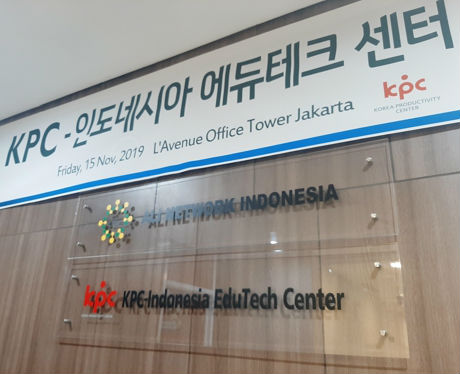 KPC - 인도네시아 에듀테크 센터
Friday, 15 Nov, 2019 L'Avenue Office Tower Jakarta
kpc
KOREA PRODUCTIVITY
CENTER
NETWORK INDONESIA
kpc KPC-Indonesia EduTech Center